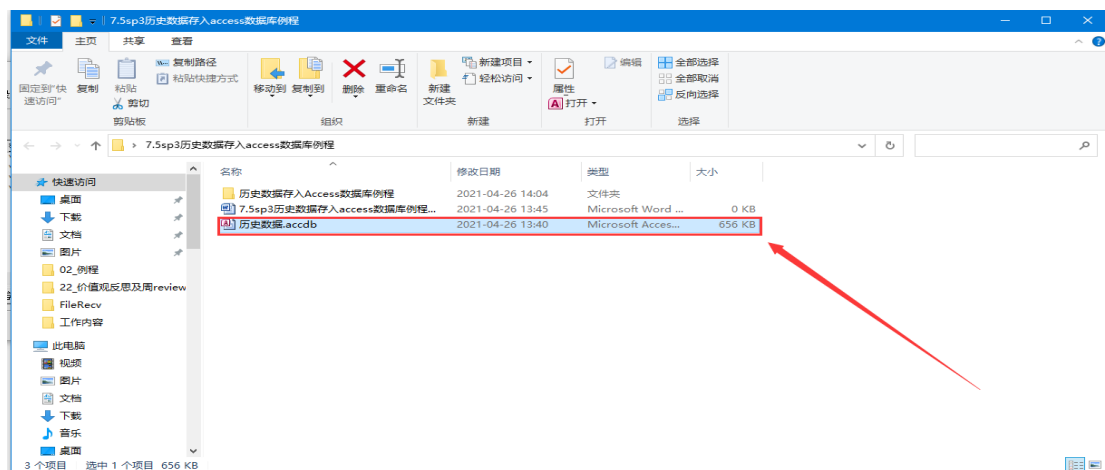 7.5sp3历史数据存入access数据库例程
文件 主页 共享 查看
固定到"快速访问" 复制 粘贴 复制路径 粘贴快捷方式 剪切
移动到 复制到 删除 重命名
新建文件夹 新建项目 轻松访问
属性 打开 编辑
全部选择 全部取消 反向选择
剪贴板 组织 新建 打开 选择
7.5sp3历史数据存入access数据库例程
名称 修改日期 类型 大小
历史数据存入Access数据库例程 2021-04-26 14:04 文件夹
7.5sp3历史数据存入access数据库例程... 2021-04-26 13:45 Microsoft Word ... 0 KB
历史数据.accdb 2021-04-26 13:40 Microsoft Acces... 656 KB
快速访问
桌面
下载
文档
图片
02_例程
22_价值观反思及周review
FileRecv
工作内容
此电脑
视频
图片
文档
下载
音乐
桌面
3 个项目 选中 1 个项目 656 KB